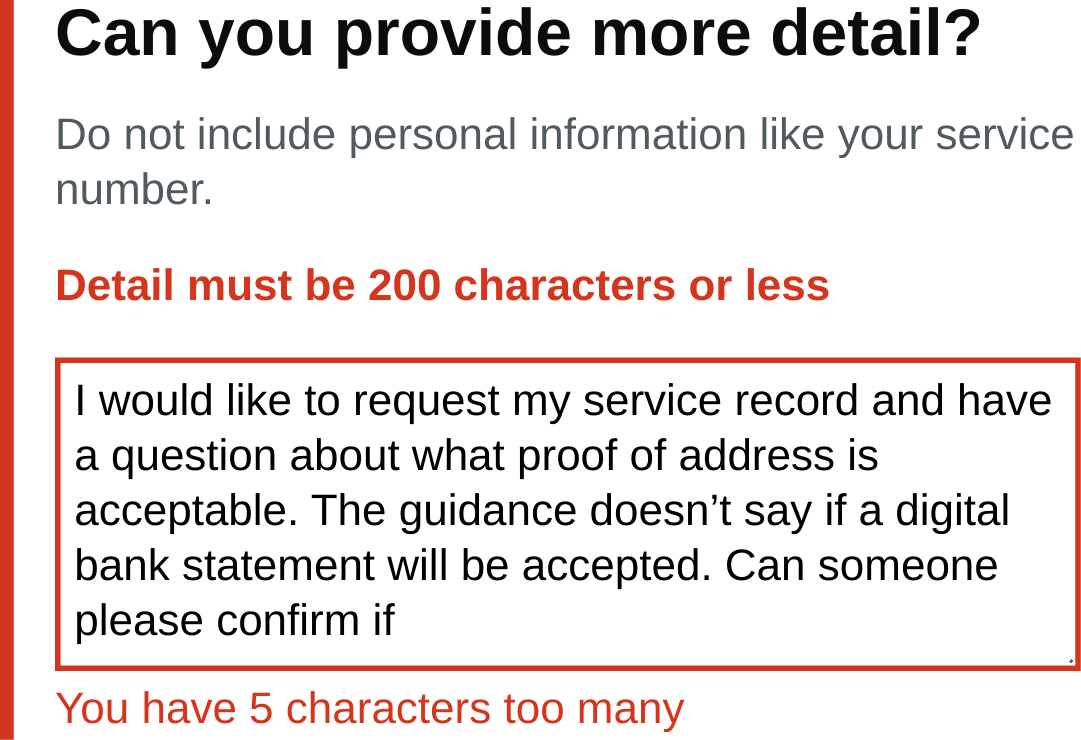 Can you provide more detail?
Do not include personal information like your service
number.
Detail must be 200 characters or less
I would like to request my service record and have
a question about what proof of address is
acceptable. The guidance doesn’t say if a digital
bank statement will be accepted. Can someone
please confirm if
You have 5 characters too many